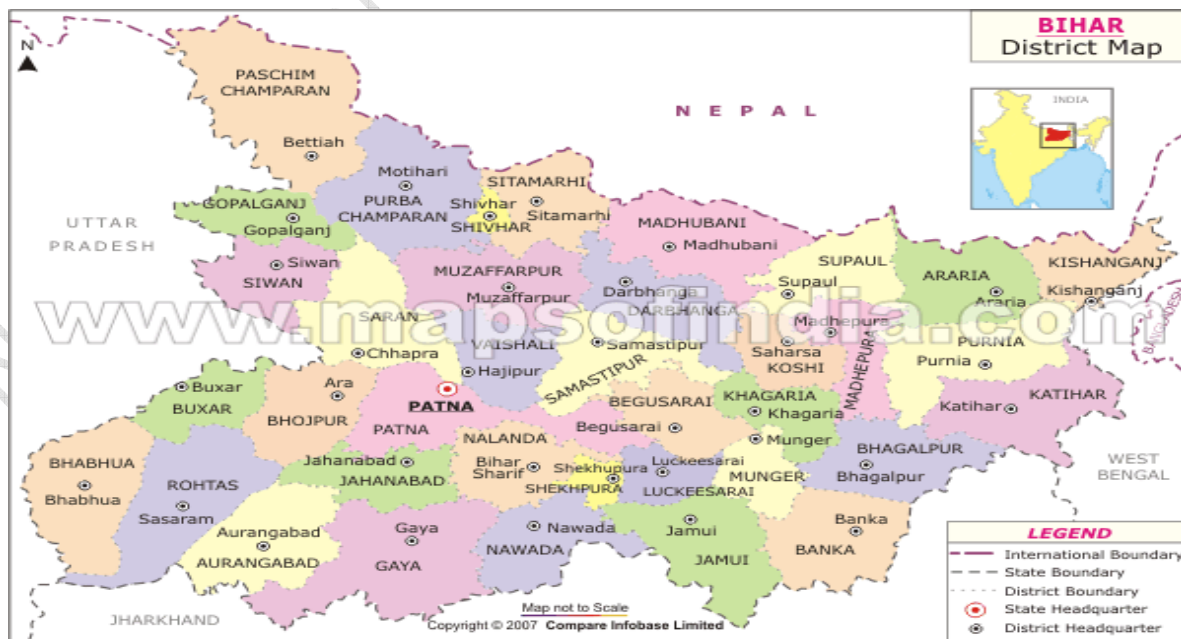 BIHAR
District Map
N
INDIA
NEPAL
PASCHIM
CHAMPARAN
Bettiah
Motihari
PURBA
CHAMPARAN
SITAMARHI
Shivhar
Sitamarhi
SHIVHAR
GOPALGANJ
Gopalganj
UTTAR
PRADESH
MADHUBANI
Madhubani
SUPAUL
Supaul
ARARIA
Araria
KISHANGANJ
Kishanganj
Siwan
SIWAN
MUZAFFARPUR
Muzaffarpur
Darbhanga
DARBHANGA
www.mapsofindia.com
BANGLADESH
SARAN
Chhapra
VAISHALI
Hajipur
Samastipur
SAMASTIPUR
Madhepura
MADHEPURA
Saharsa
KOSHI
PURNIA
Purnia
Buxar
BUXAR
Ara
BHOJPUR
PATNA
PATNA
BEGUSARAI
Begusarai
KHAGARIA
Khagaria
KATIHAR
Katihar
BHABHUA
Bhabhua
ROHTAS
Sasaram
Jahanabad
JAHANABAD
NALANDA
Bihar
Sharif
Shekhupura
SHEKHPURA
Luckeesarai
LUCKEESARAI
Munger
MUNGER
BHAGALPUR
Bhagalpur
WEST
BENGAL
Aurangabad
AURANGABAD
Gaya
GAYA
Nawada
NAWADA
Jamui
JAMUI
Banka
BANKA
JHARKHAND
LEGEND
International Boundary
State Boundary
District Boundary
State Headquarter
District Headquarter
Map not to Scale
Copyright © 2007 Compare Infobase Limited